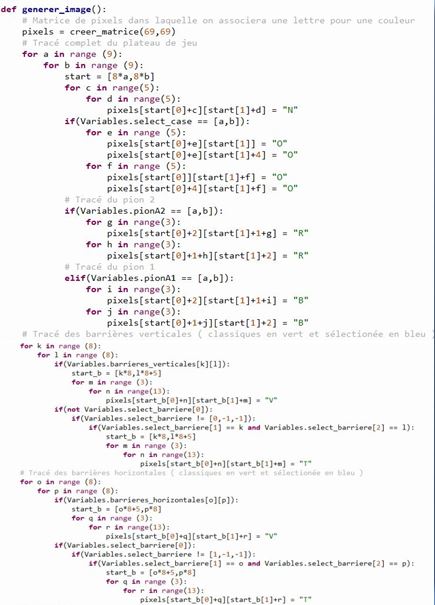 def generer_image():
    # Matrice de pixels dans laquelle on associera une lettre pour une couleur
    pixels = creer_matrice(69,69)
    # Tracé complet du plateau de jeu
    for a in range (9):
        for b in range (9):
            start = [8*a,8*b]
            for c in range(5):
                for d in range(5):
                    pixels[start[0]+c][start[1]+d] = "N"
            if(Variables.select_case == [a,b]):
                for e in range (5):
                    pixels[start[0]+e][start[1]] = "O"
                    pixels[start[0]+e][start[1]+4] = "O"
                for f in range (5):
                    pixels[start[0]][start[1]+f] = "O"
                    pixels[start[0]+4][start[1]+f] = "O"
            # Tracé du pion 2
            if(Variables.pionA2 == [a,b]):
                for g in range(3):
                    pixels[start[0]+2][start[1]+1+g] = "R"
                for h in range(3):
                    pixels[start[0]+1+h][start[1]+2] = "R"
            # Tracé du pion 1
            elif(Variables.pionA1 == [a,b]):
                for i in range(3):
                    pixels[start[0]+2][start[1]+1+i] = "B"
                for j in range(3):
                    pixels[start[0]+1+j][start[1]+2] = "B"
    # Tracé des barrières verticales ( classiques en vert et sélectionée en bleu )
    for k in range (8):
        for l in range (8):
            if(Variables.barrieres_verticales[k][l]):
                start_b = [k*8,l*8+5]
                for m in range (3):
                    for n in range(13):
                        pixels[start_b[0]+n][start_b[1]+m] = "V"
            if(not Variables.select_barriere[0]):
                if(Variables.select_barriere != [0,-1,-1]):
                    if(Variables.select_barriere[1] == k and Variables.select_barriere[2] == l):
                        start_b = [k*8,l*8+5]
                        for m in range (3):
                            for n in range(13):
                                pixels[start_b[0]+n][start_b[1]+m] = "T"
    # Tracé des barrières horizontales ( classiques en vert et sélectionée en bleu )
    for o in range (8):
        for p in range (8):
            if(Variables.barrieres_horizontales[o][p]):
                start_b = [o*8+5,p*8]
                for q in range (3):
                    for r in range(13):
                        pixels[start_b[0]+q][start_b[1]+r] = "V"
            if(Variables.select_barriere[0]):
                if(Variables.select_barriere != [1,-1,-1]):
                    if(Variables.select_barriere[1] == o and Variables.select_barriere[2] == p):
                        start_b = [o*8+5,p*8]
                        for q in range (3):
                            for r in range(13):
                                pixels[start_b[0]+q][start_b[1]+r] = "T"